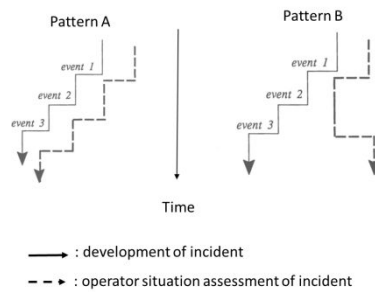 Pattern A
Pattern B
event 1
event 2
event 3
event 1
event 2
event 3
Time
: development of incident
: operator situation assessment of incident